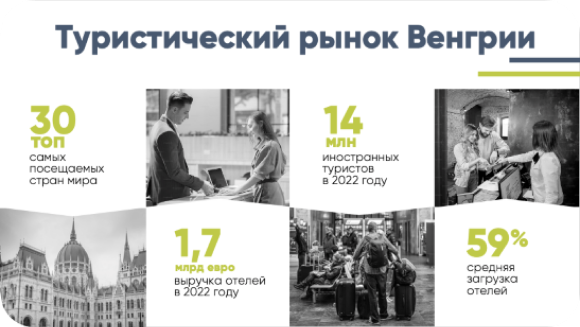 Туристический рынок Венгрии
30
ТОП
самых
посещаемых
стран мира
14
МЛН
иностранных
туристов
в 2022 году
1,7
млрд евро
выручка отелей
в 2022 году
59%
средняя
загрузка
отелей